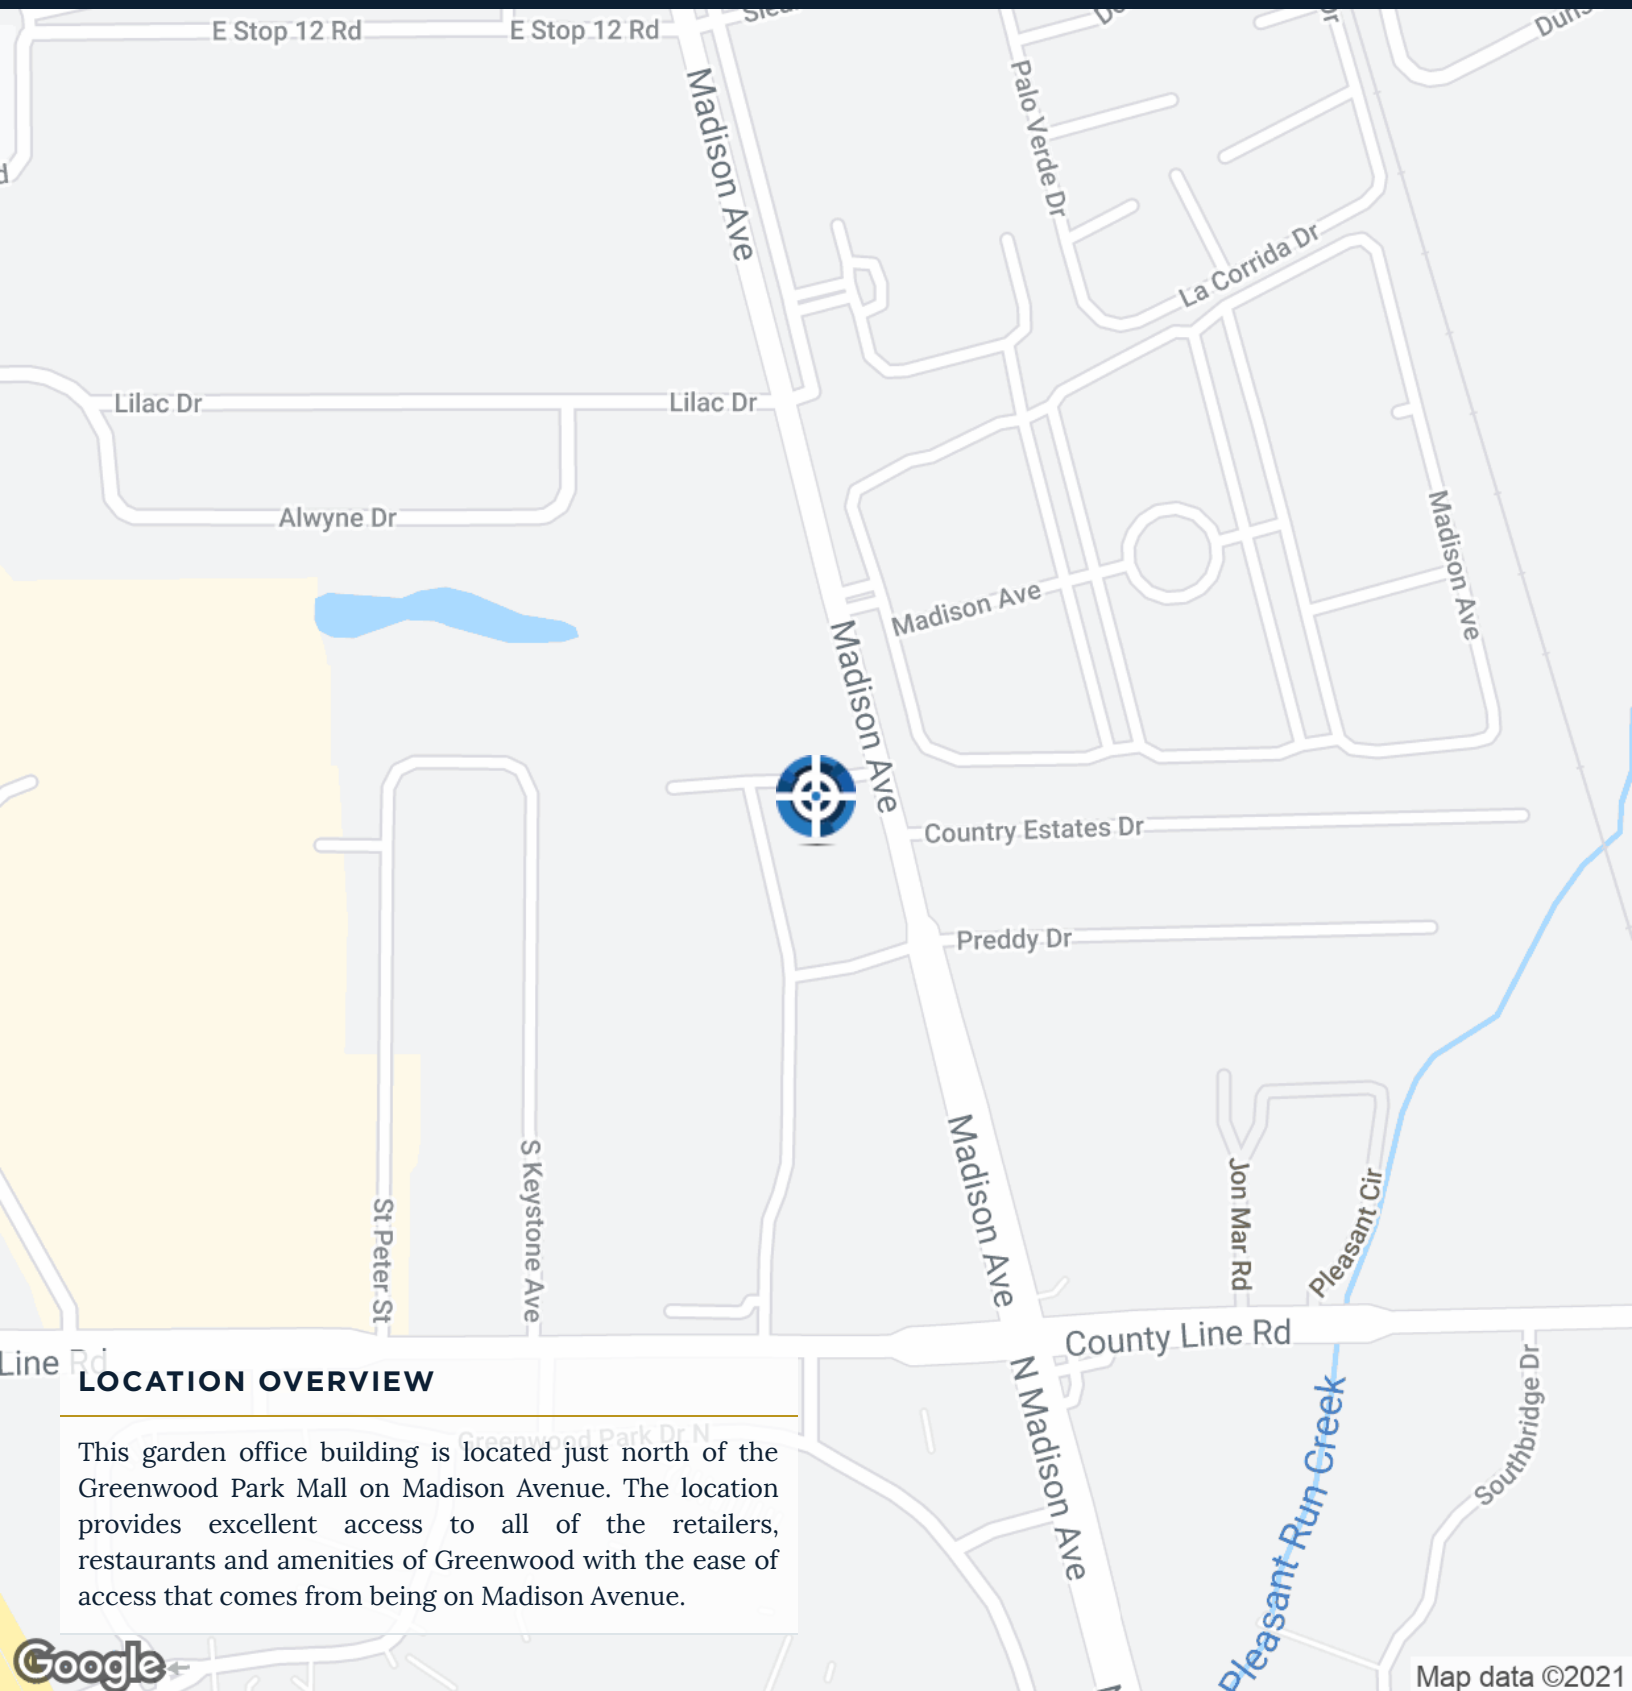 E Stop 12 Rd
E Stop 12 Rd
Madison Ave
Palo Verde Dr
La Corrida Dr
Lilac Dr
Lilac Dr
Alwyne Dr
Madison Ave
Madison Ave
Madison Ave
Country Estates Dr
Preddy Dr
Madison Ave
S Keystone Ave
St Peter St
Jon Mar Rd
Pleasant Cir
County Line Rd
Line Rd
N Madison Ave
Southbridge Dr
Pleasant Run Creek
Greenwood Park Dr N
LOCATION OVERVIEW
This garden office building is located just north of the
Greenwood Park Mall on Madison Avenue. The location
provides excellent access to all of the retailers,
restaurants and amenities of Greenwood with the ease of
access that comes from being on Madison Avenue.
Google
Map data ©2021